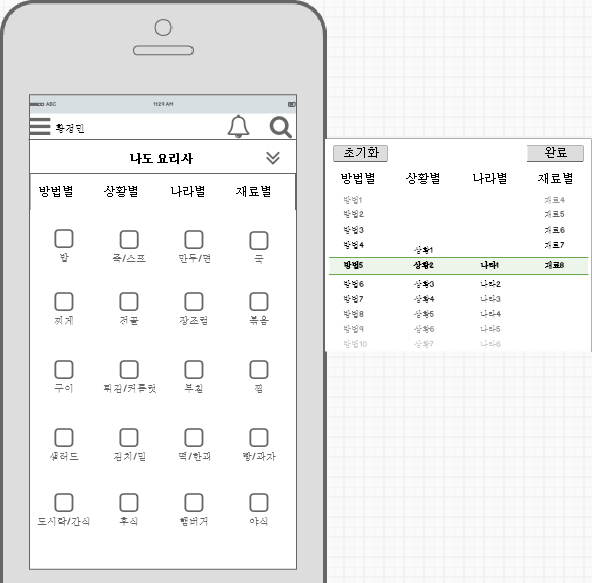 ABC 11:29 AM
황경민
나도 요리사
방법별 상황별 나라별 재료별
밥 죽/스프 만두/면 국
찌개 전골 장조림 볶음
구이 튀김/커틀릿 부침 찜
샐러드 김치/밑 떡/한과 빵/과자
도시락/간식 후식 햄버거 야식
초기화 완료
방법별 상황별 나라별 재료별
방법1 재료4
방법2 재료5
방법3 재료6
방법4 상황1 재료7
방법5 상황2 나라1 재료8
방법6 상황3 나라2
방법7 상황4 나라3
방법8 상황5 나라4
방법9 상황6 나라5
방법10 상황7 나라6